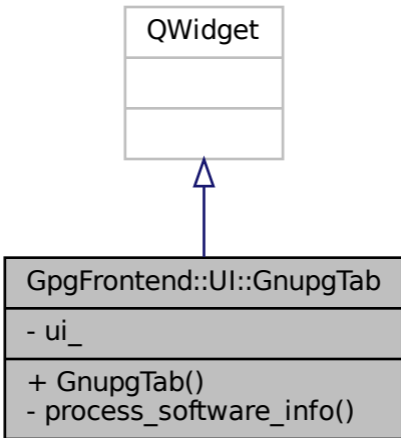 QWidget
GpgFrontend::UI::GnupgTab
- ui_
+ GnupgTab()
- process_software_info()